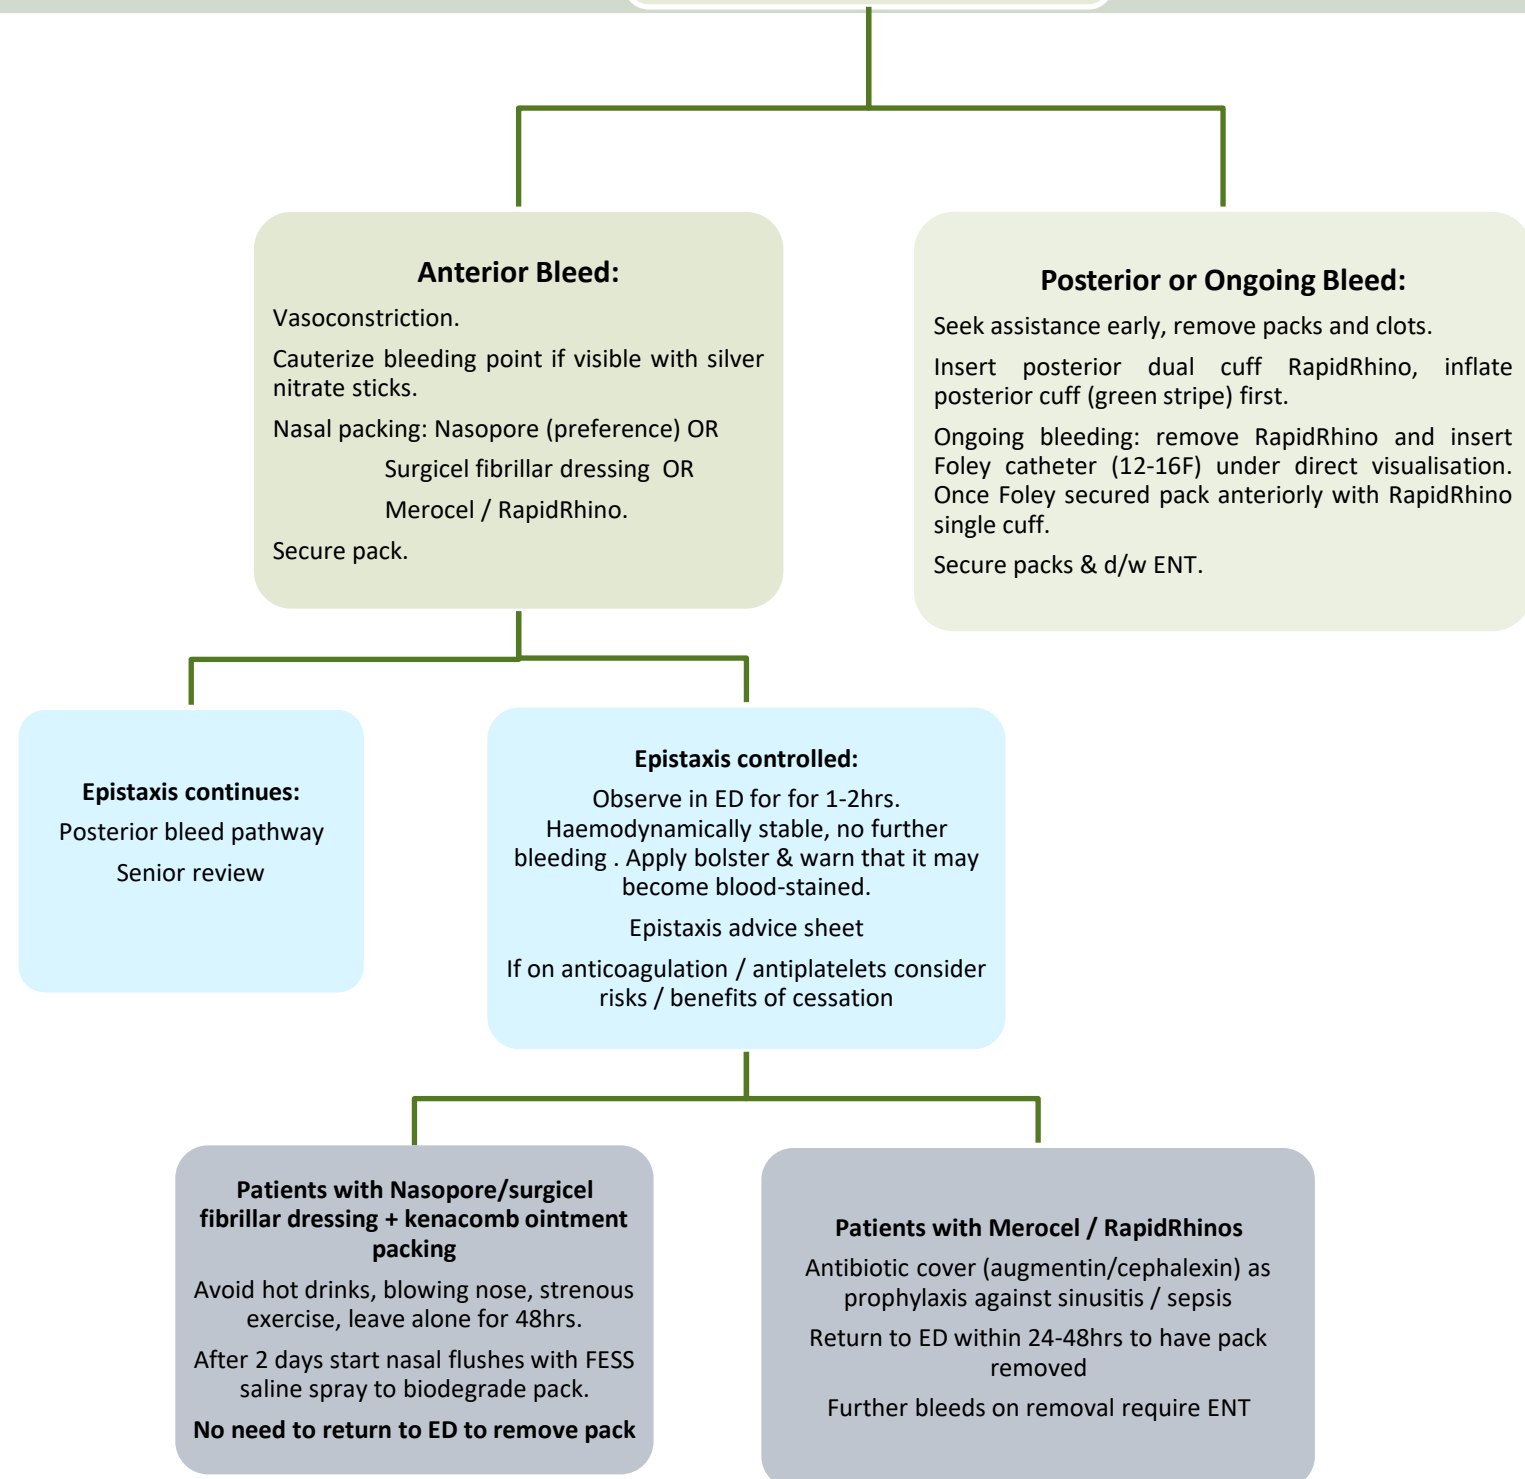 Anterior Bleed:
Vasoconstriction.
Cauterize bleeding point if visible with silver
nitrate sticks.
Nasal packing: Nasopore (preference) OR
Surgicel fibrillar dressing OR
Merocel / RapidRhino.
Secure pack.
Posterior or Ongoing Bleed:
Seek assistance early, remove packs and clots.
Insert posterior dual cuff RapidRhino, inflate
posterior cuff (green stripe) first.
Ongoing bleeding: remove RapidRhino and insert
Foley catheter (12-16F) under direct visualisation.
Once Foley secured pack anteriorly with RapidRhino
single cuff.
Secure packs & d/w ENT.
Epistaxis continues:
Posterior bleed pathway
Senior review
Epistaxis controlled:
Observe in ED for for 1-2hrs.
Haemodynamically stable, no further
bleeding . Apply bolster & warn that it may
become blood-stained.
Epistaxis advice sheet
If on anticoagulation / antiplatelets consider
risks / benefits of cessation
Patients with Nasopore/surgicel
fibrillar dressing + kenacomb ointment
packing
Avoid hot drinks, blowing nose, strenous
exercise, leave alone for 48hrs.
After 2 days start nasal flushes with FESS
saline spray to biodegrade pack.
No need to return to ED to remove pack
Patients with Merocel / RapidRhinos
Antibiotic cover (augmentin/cephalexin) as
prophylaxis against sinusitis / sepsis
Return to ED within 24-48hrs to have pack
removed
Further bleeds on removal require ENT